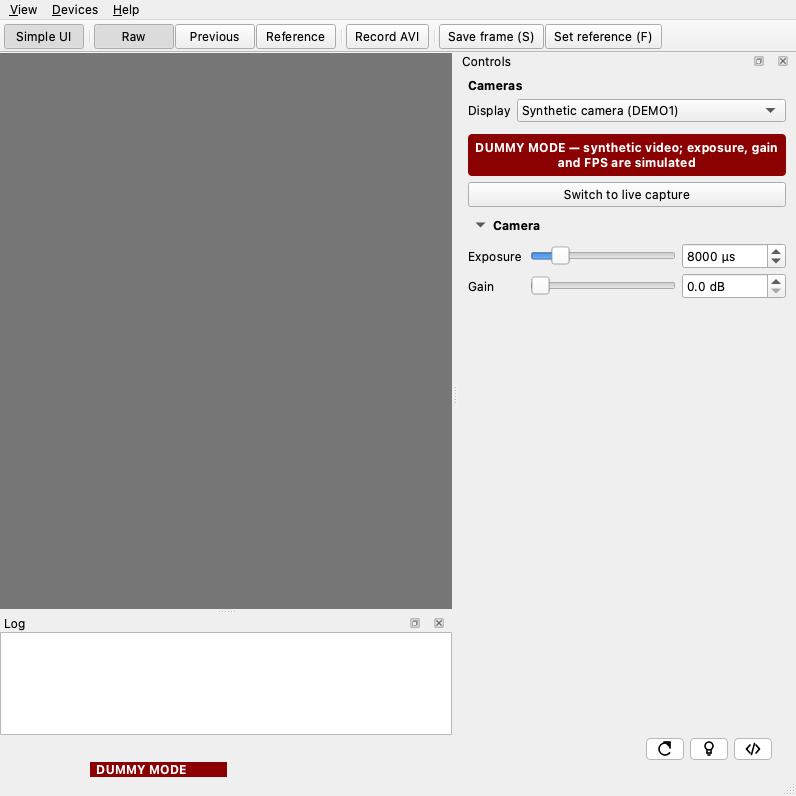 View Devices Help
Simple UI Raw Previous Reference Record AVI Save frame (S) Set reference (F)
Controls
Cameras
Display Synthetic camera (DEMO1)
DUMMY MODE — synthetic video; exposure, gain
and FPS are simulated
Switch to live capture
Camera
Exposure 8000 µs
Gain 0.0 dB
Log
DUMMY MODE